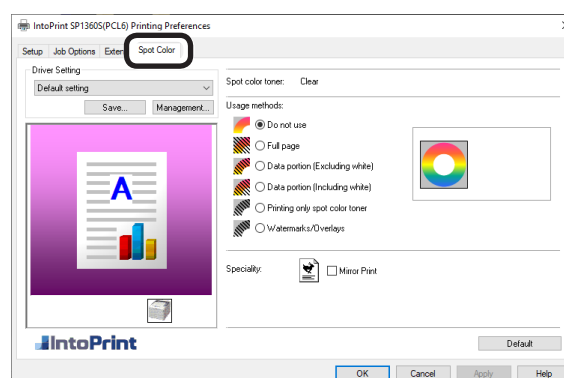 IntoPrint SP1360S(PCL6) Printing Preferences
Setup Job Options Exten Spot Color
Driver Setting
Default setting
Save... Management...
A
IntoPrint
Spot color toner: Clear
Usage methods:
Do not use
Full page
Data portion (Excluding white)
Data portion (Including white)
Printing only spot color toner
Watermarks/Overlays
Speciality: Mirror Print
Default
OK Cancel Apply Help